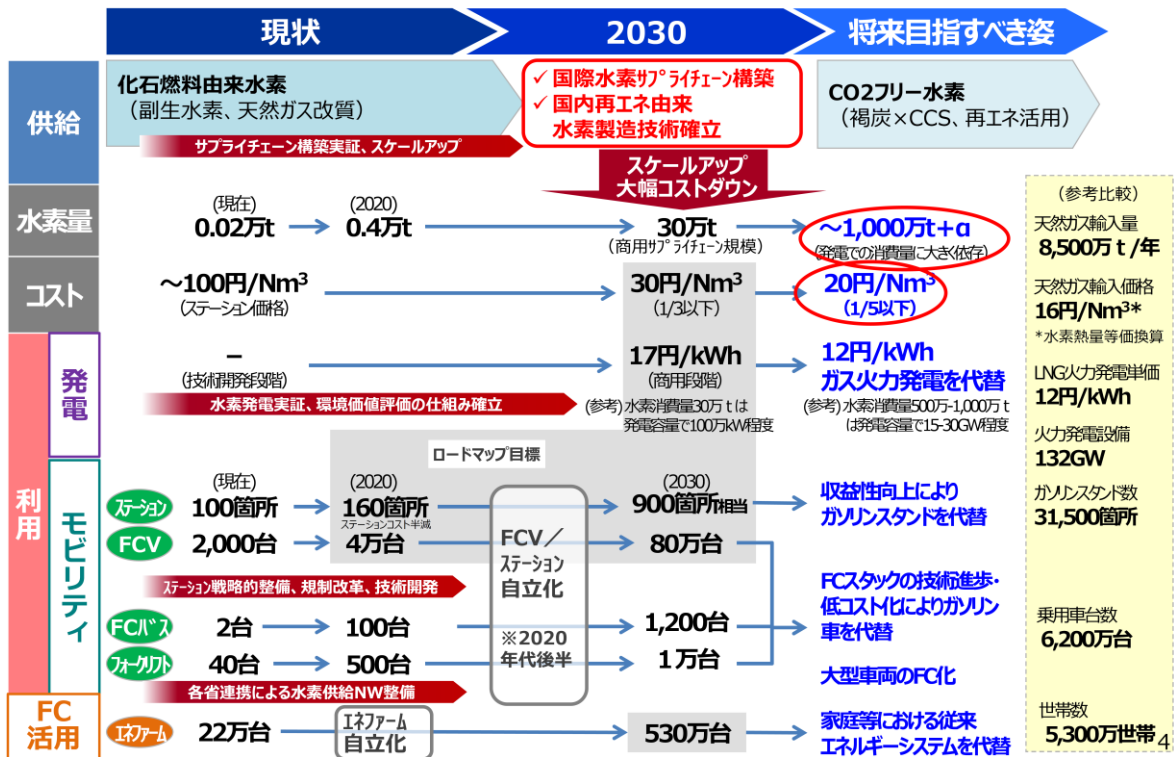 現状
2030
将来目指すべき姿
供給
化石燃料由来水素
（副生水素、天然ガス改質）
✓ 国際水素サプライチェーン構築
✓ 国内再エネ由来
水素製造技術確立
CO2フリー水素
（褐炭×CCS、再エネ活用）
サプライチェーン構築実証、スケールアップ
スケールアップ
大幅コストダウン
水素量
(現在)
0.02万t
(2020)
0.4万t
30万t
(商用サプライチェーン規模)
～1,000万t+α
(発電での消費量に大きく依存)
コスト
～100円/Nm³
(ステーション価格)
30円/Nm³
(1/3以下)
20円/Nm³
(1/5以下)
利用
発電
－
(技術開発段階)
17円/kWh
(商用段階)
12円/kWh
ガス火力発電を代替
水素発電実証、環境価値評価の仕組み確立
(参考) 水素消費量30万ｔは
発電容量で100万kW程度
(参考) 水素消費量500万-1,000万ｔ
は発電容量で15-30GW程度
モビリティ
ロードマップ目標
(現在)
(2020)
(2030)
ステーション
100箇所
160箇所
ステーションコスト半減
900箇所相当
収益性向上により
ガソリンスタンドを代替
FCV
2,000台
4万台
80万台
FCV／
ステーション
自立化
※2020
年代後半
ステーション戦略的整備、規制改革、技術開発
FCスタックの技術進歩・
低コスト化によりガソリン
車を代替
FCバス
2台
100台
1,200台
フォークリフト
40台
500台
1万台
大型車両のFC化
各省連携による水素供給NW整備
FC
活用
エネファーム
22万台
エネファーム
自立化
530万台
家庭等における従来
エネルギーシステムを代替
（参考比較）
天然ガス輸入量
8,500万ｔ/年
天然ガス輸入価格
16円/Nm³*
*水素熱量等価換算
LNG火力発電単価
12円/kWh
火力発電設備
132GW
ガソリンスタンド数
31,500箇所
乗用車台数
6,200万台
世帯数
5,300万世帯
4